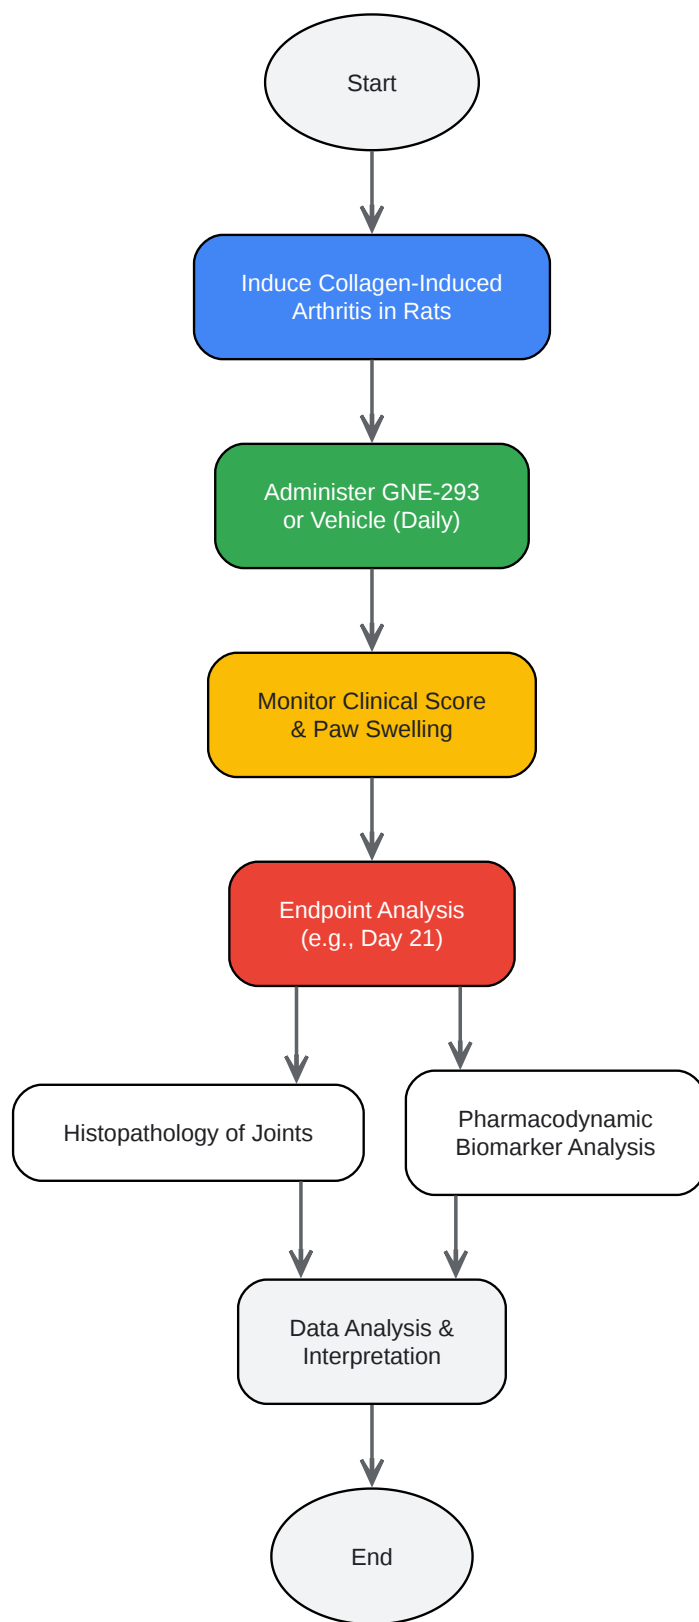 Start
Induce Collagen-Induced
Arthritis in Rats
Administer GNE-293
or Vehicle (Daily)
Monitor Clinical Score
& Paw Swelling
Endpoint Analysis
(e.g., Day 21)
Histopathology of Joints
Pharmacodynamic
Biomarker Analysis
Data Analysis &
Interpretation
End